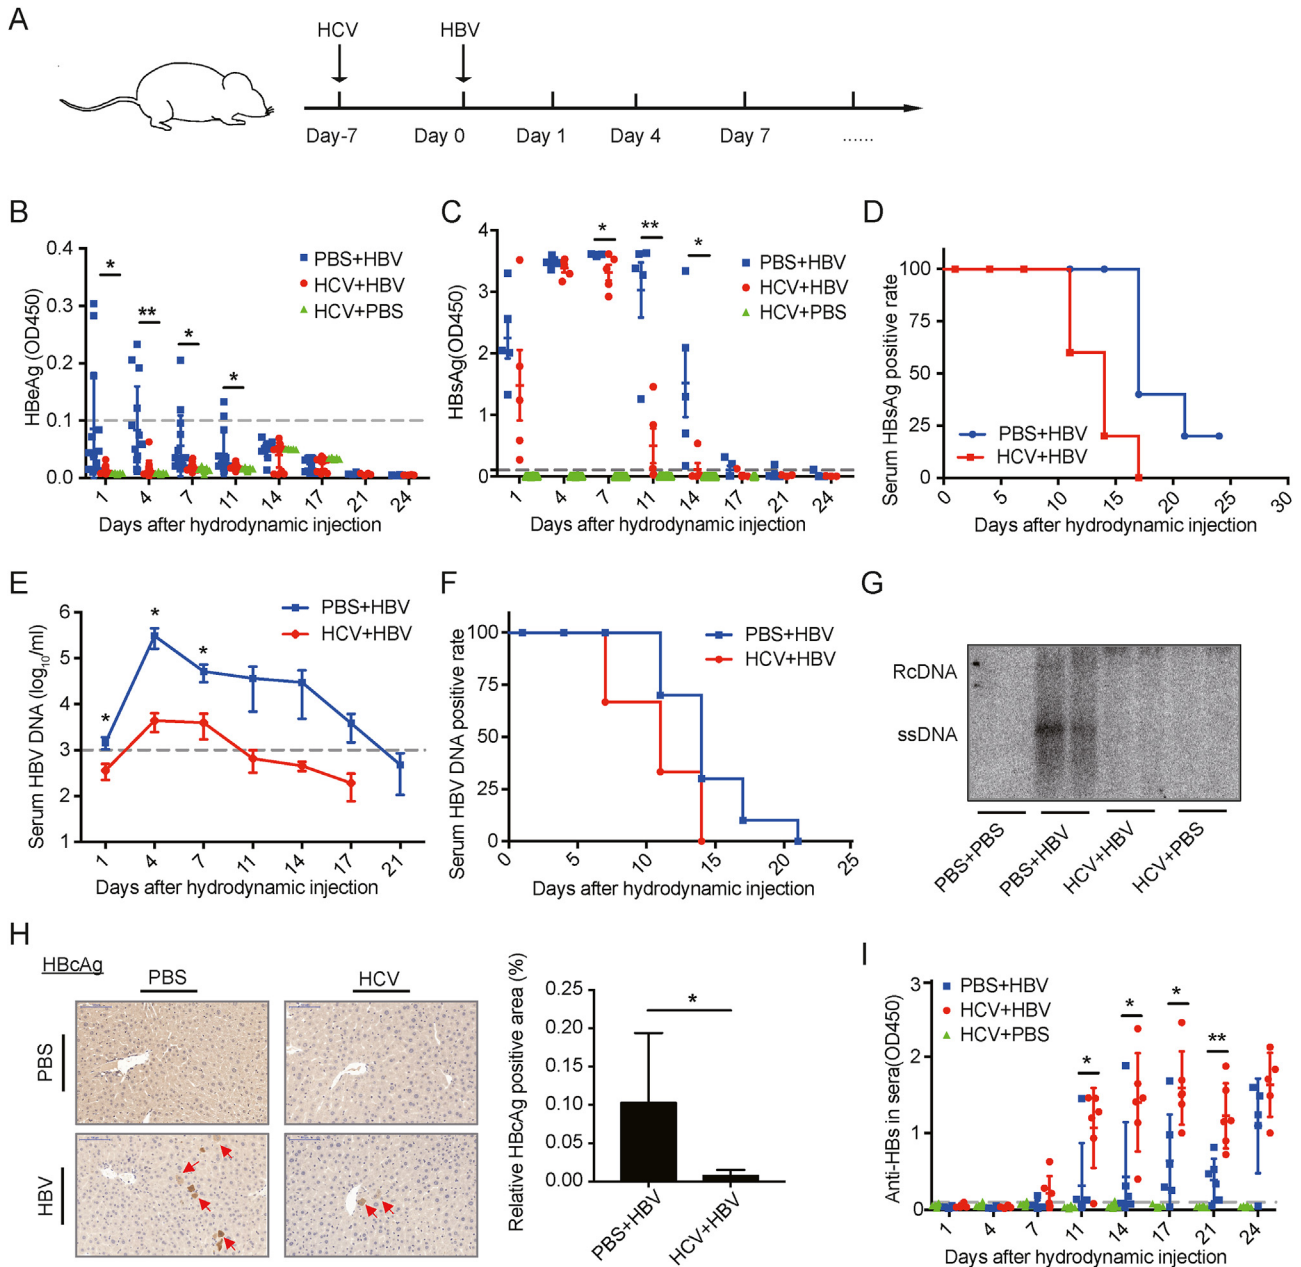 A
HCV
HBV
Day-7
Day 0
Day 1
Day 4
Day 7
......
B
HBeAg (OD450)
0.4
0.3
0.2
0.1
0.0
*
**
*
*
PBS+HBV
HCV+HBV
HCV+PBS
1
4
7
11
14
17
21
24
Days after hydrodynamic injection
C
HBsAg(OD450)
4
3
2
1
0
*
**
*
PBS+HBV
HCV+HBV
HCV+PBS
1
4
7
11
14
17
21
24
Days after hydrodynamic injection
D
Serum HBsAg positive rate
100
75
50
25
0
PBS+HBV
HCV+HBV
0
5
10
15
20
25
30
Days after hydrodynamic injection
E
Serum HBV DNA (log10/ml)
6
5
4
3
2
1
*
*
*
PBS+HBV
HCV+HBV
1
4
7
11
14
17
21
Days after hydrodynamic injection
F
Serum HBV DNA positive rate
100
75
50
25
0
PBS+HBV
HCV+HBV
0
5
10
15
20
25
Days after hydrodynamic injection
G
RcDNA
ssDNA
PBS+PBS
PBS+HBV
HCV+HBV
HCV+PBS
H
HBcAg
PBS
HCV
PBS
HBV
Relative HBcAg positive area (%)
0.25
0.20
0.15
0.10
0.05
0.00
*
PBS+HBV
HCV+HBV
I
Anti-HBs in sera(OD450)
3
2
1
0
PBS+HBV
HCV+HBV
HCV+PBS
*
*
*
**
1
4
7
11
14
17
21
24
Days after hydrodynamic injection